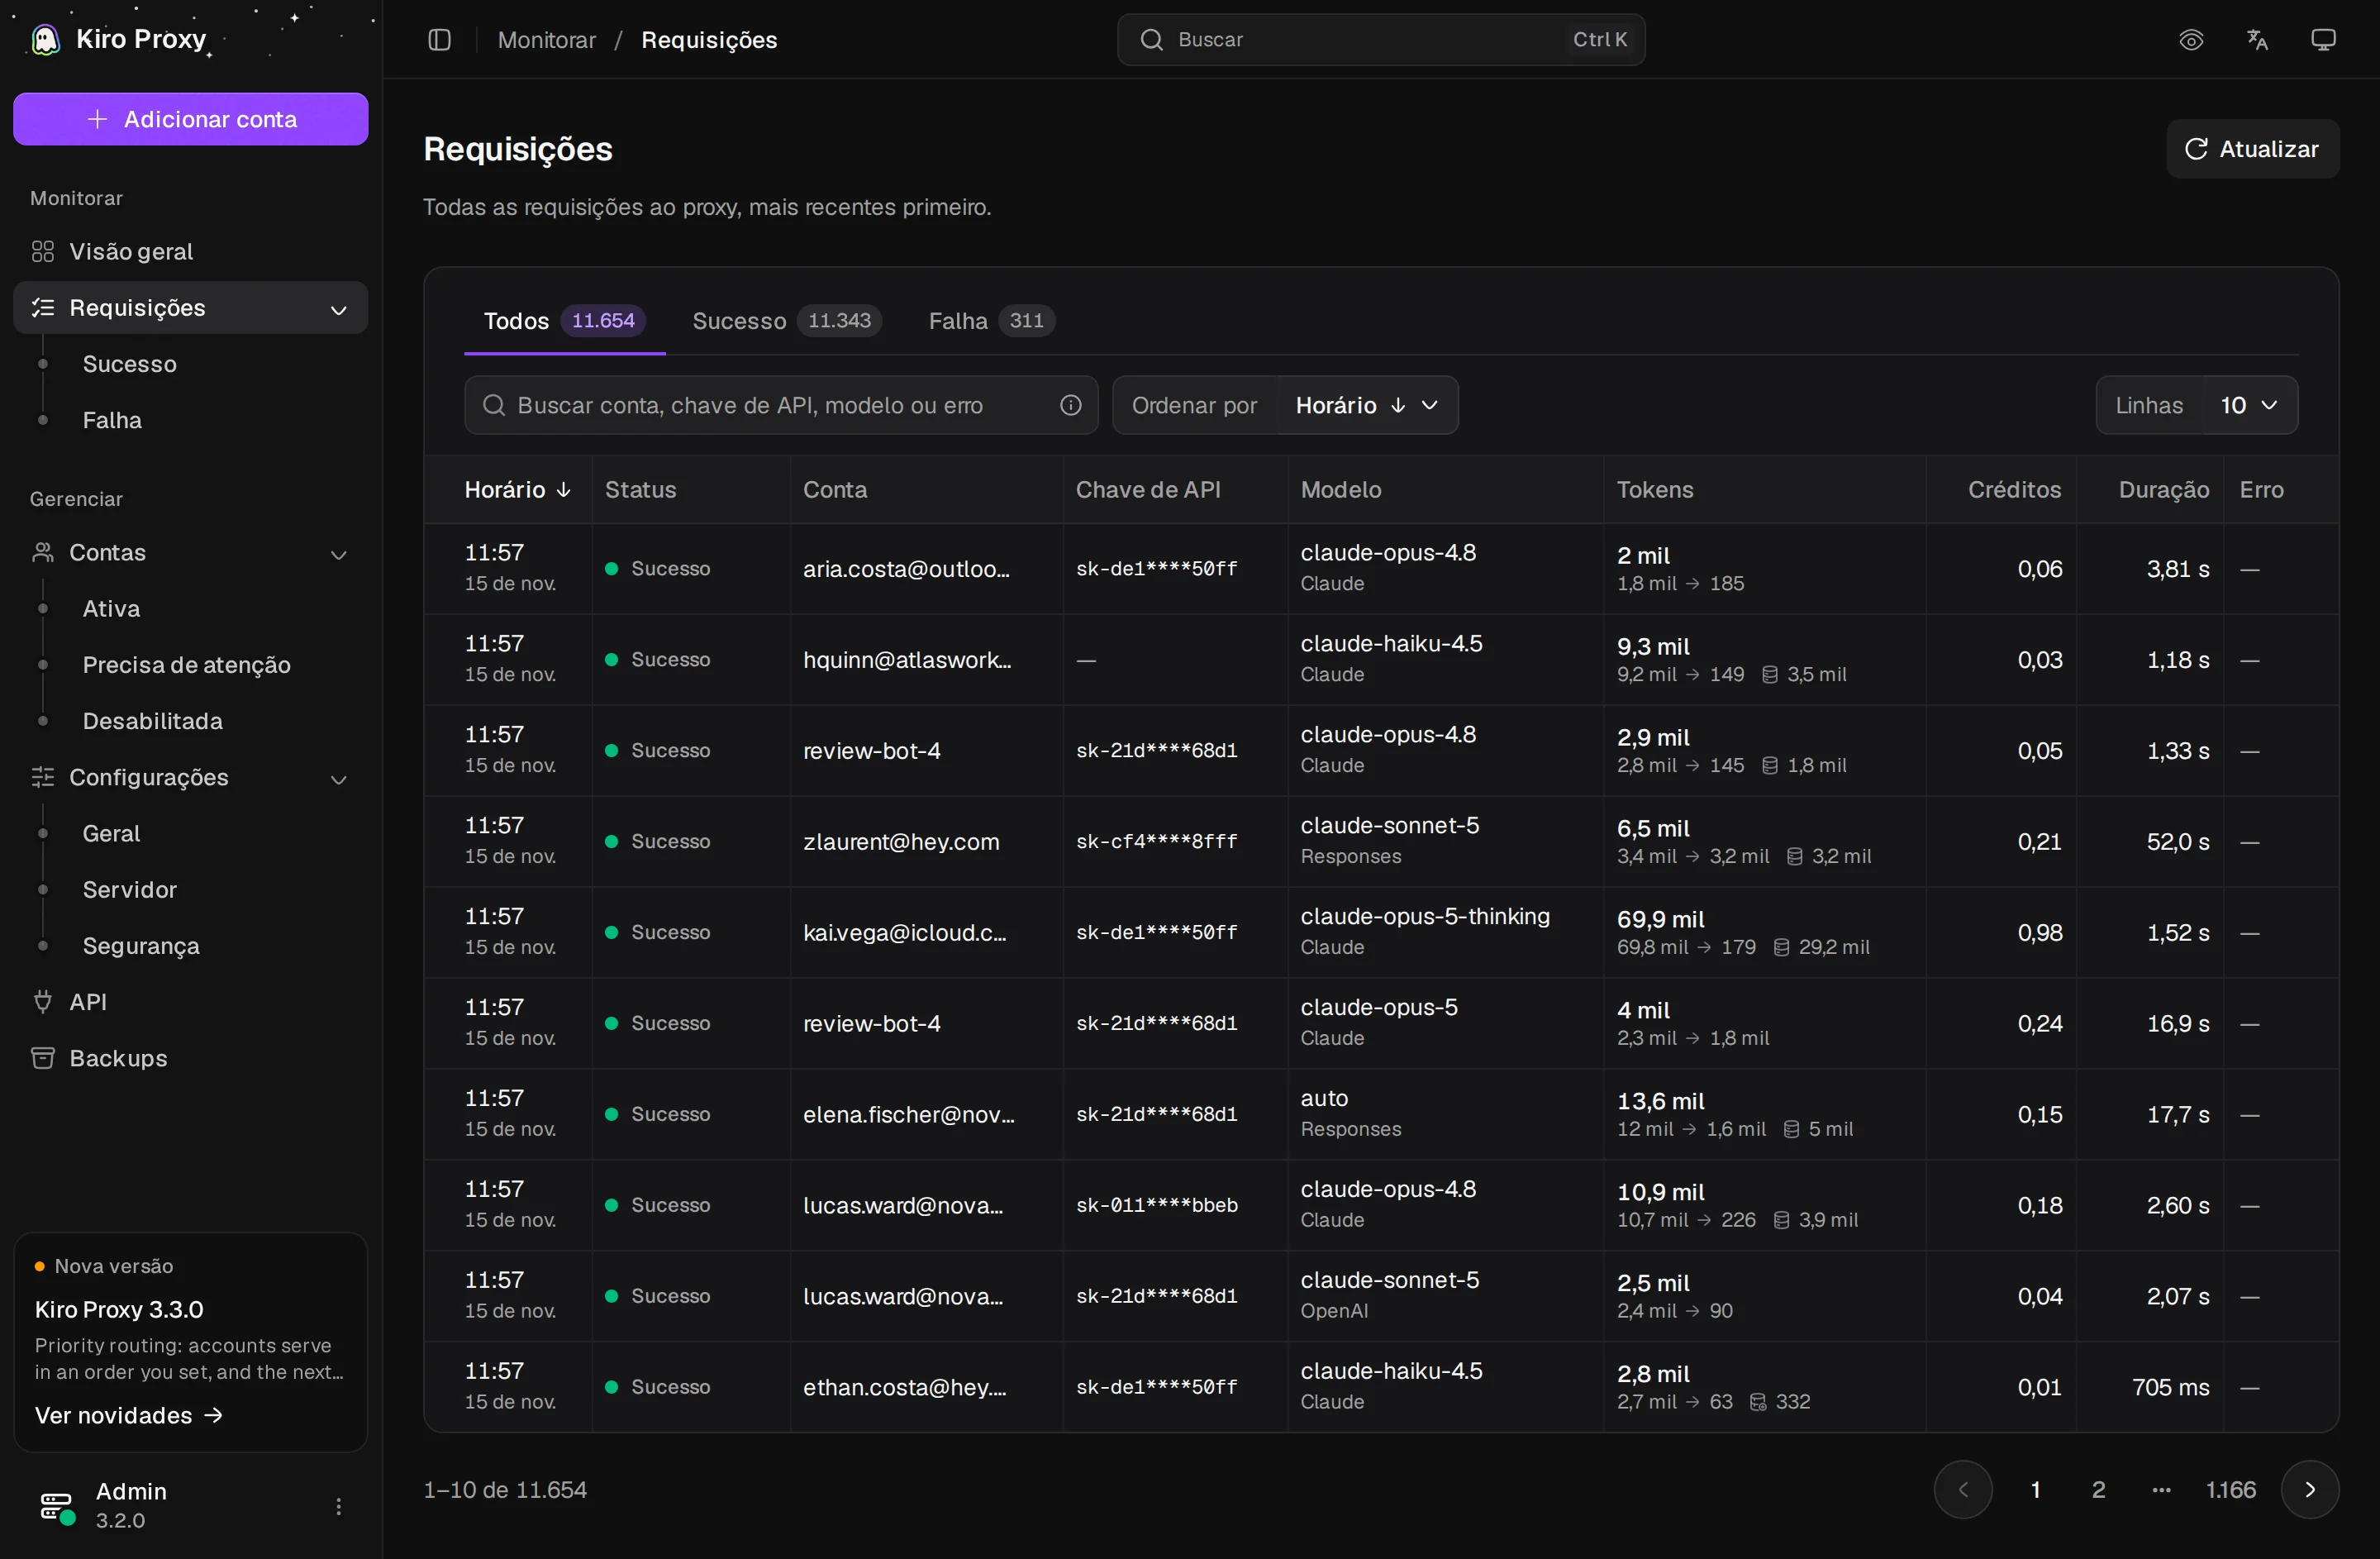 Kiro Proxy
Adicionar conta
Monitorar
Visão geral
Requisições
Sucesso
Falha
Gerenciar
Contas
Ativa
Precisa de atenção
Desabilitada
Configurações
Geral
Servidor
Segurança
API
Backups
Nova versão
Kiro Proxy 3.3.0
Priority routing: accounts serve
in an order you set, and the next...
Ver novidades →
Admin
3.2.0
Monitorar / Requisições
Buscar Ctrl K
Requisições
Atualizar
Todas as requisições ao proxy, mais recentes primeiro.
Todos 11.654 Sucesso 11.343 Falha 311
Buscar conta, chave de API, modelo ou erro Ordenar por Horário ↓ Linhas 10
Horário ↓ Status Conta Chave de API Modelo Tokens Créditos Duração Erro
11:57 Sucesso aria.costa@outloo... sk-de1****50ff claude-opus-4.8 2 mil 0,06 3,81 s —
15 de nov. Claude 1,8 mil → 185
11:57 Sucesso hquinn@atlaswork... — claude-haiku-4.5 9,3 mil 0,03 1,18 s —
15 de nov. Claude 9,2 mil → 149 3,5 mil
11:57 Sucesso review-bot-4 sk-21d****68d1 claude-opus-4.8 2,9 mil 0,05 1,33 s —
15 de nov. Claude 2,8 mil → 145 1,8 mil
11:57 Sucesso zlaurent@hey.com sk-cf4****8fff claude-sonnet-5 6,5 mil 0,21 52,0 s —
15 de nov. Responses 3,4 mil → 3,2 mil 3,2 mil
11:57 Sucesso kai.vega@icloud.c... sk-de1****50ff claude-opus-5-thinking 69,9 mil 0,98 1,52 s —
15 de nov. Claude 69,8 mil → 179 29,2 mil
11:57 Sucesso review-bot-4 sk-21d****68d1 claude-opus-5 4 mil 0,24 16,9 s —
15 de nov. Claude 2,3 mil → 1,8 mil
11:57 Sucesso elena.fischer@nov... sk-21d****68d1 auto 13,6 mil 0,15 17,7 s —
15 de nov. Responses 12 mil → 1,6 mil 5 mil
11:57 Sucesso lucas.ward@nova... sk-011****bbeb claude-opus-4.8 10,9 mil 0,18 2,60 s —
15 de nov. Claude 10,7 mil → 226 3,9 mil
11:57 Sucesso lucas.ward@nova... sk-21d****68d1 claude-sonnet-5 2,5 mil 0,04 2,07 s —
15 de nov. OpenAI 2,4 mil → 90
11:57 Sucesso ethan.costa@hey.... sk-de1****50ff claude-haiku-4.5 2,8 mil 0,01 705 ms —
15 de nov. Claude 2,7 mil → 63 332
1–10 de 11.654 1 2 ... 1.166